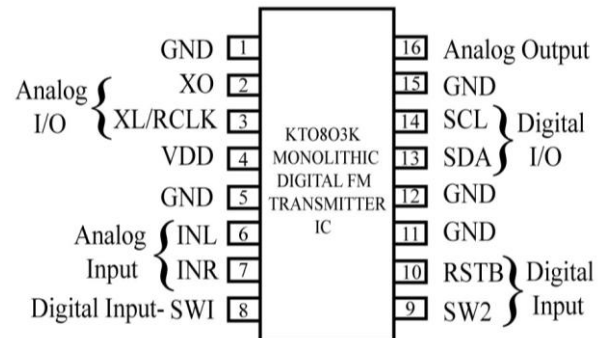 GND 1
XO 2
Analog I/O
XL/RCLK 3
VDD 4
GND 5
INL 6
Analog Input
INR 7
Digital Input- SWI 8
KTO8O3K
MONOLITHIC
DIGITAL FM
TRANSMITTER
IC
16 Analog Output
15 GND
14 SCL
Digital I/O
13 SDA
12 GND
11 GND
10 RSTB
Digital Input
9 SW2